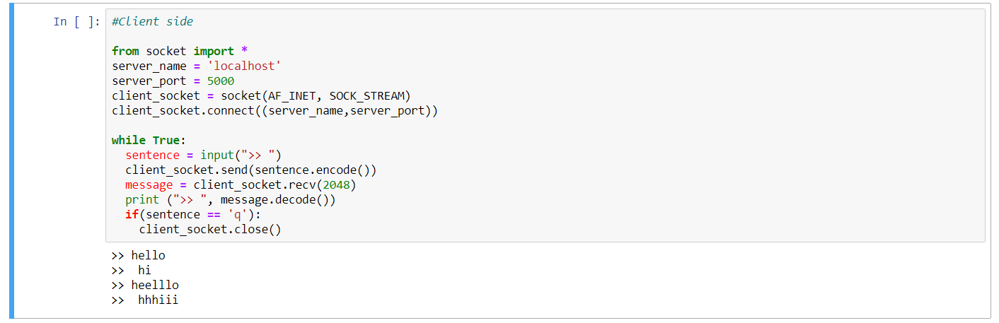 In [ ]: #Client side
from socket import *
server_name = 'localhost'
server_port = 5000
client_socket = socket(AF_INET, SOCK_STREAM)
client_socket.connect((server_name,server_port))
while True:
  sentence = input(">> ")
  client_socket.send(sentence.encode())
  message = client_socket.recv(2048)
  print (">> ", message.decode())
  if(sentence == 'q'):
    client_socket.close()
>> hello
>>  hi
>> heelllo
>>  hhhiii